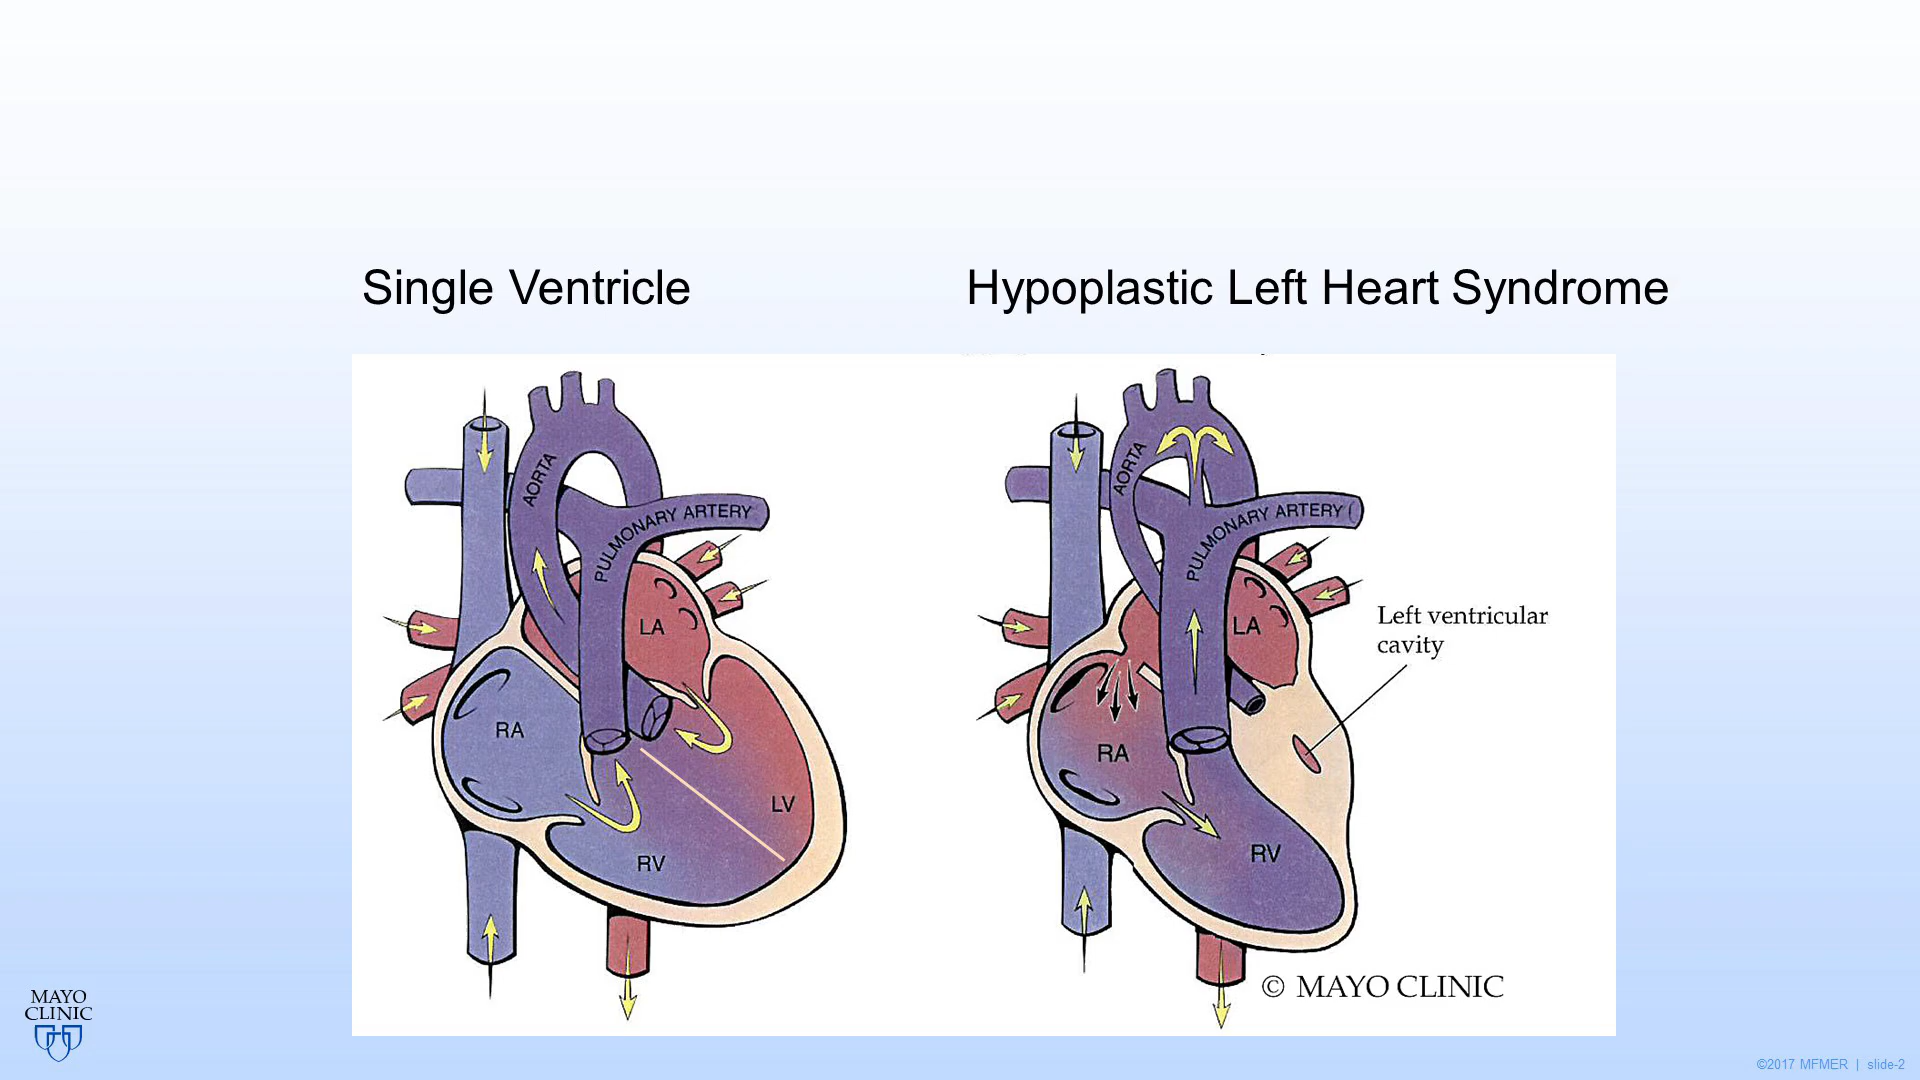 Single Ventricle
Hypoplastic Left Heart Syndrome
AORTA
PULMONARY ARTERY
LA
RA
LV
RV
AORTA
PULMONARY ARTERY
LA
Left ventricular
cavity
RA
RV
© MAYO CLINIC
MAYO
CLINIC
©2017 MFMER | slide-2